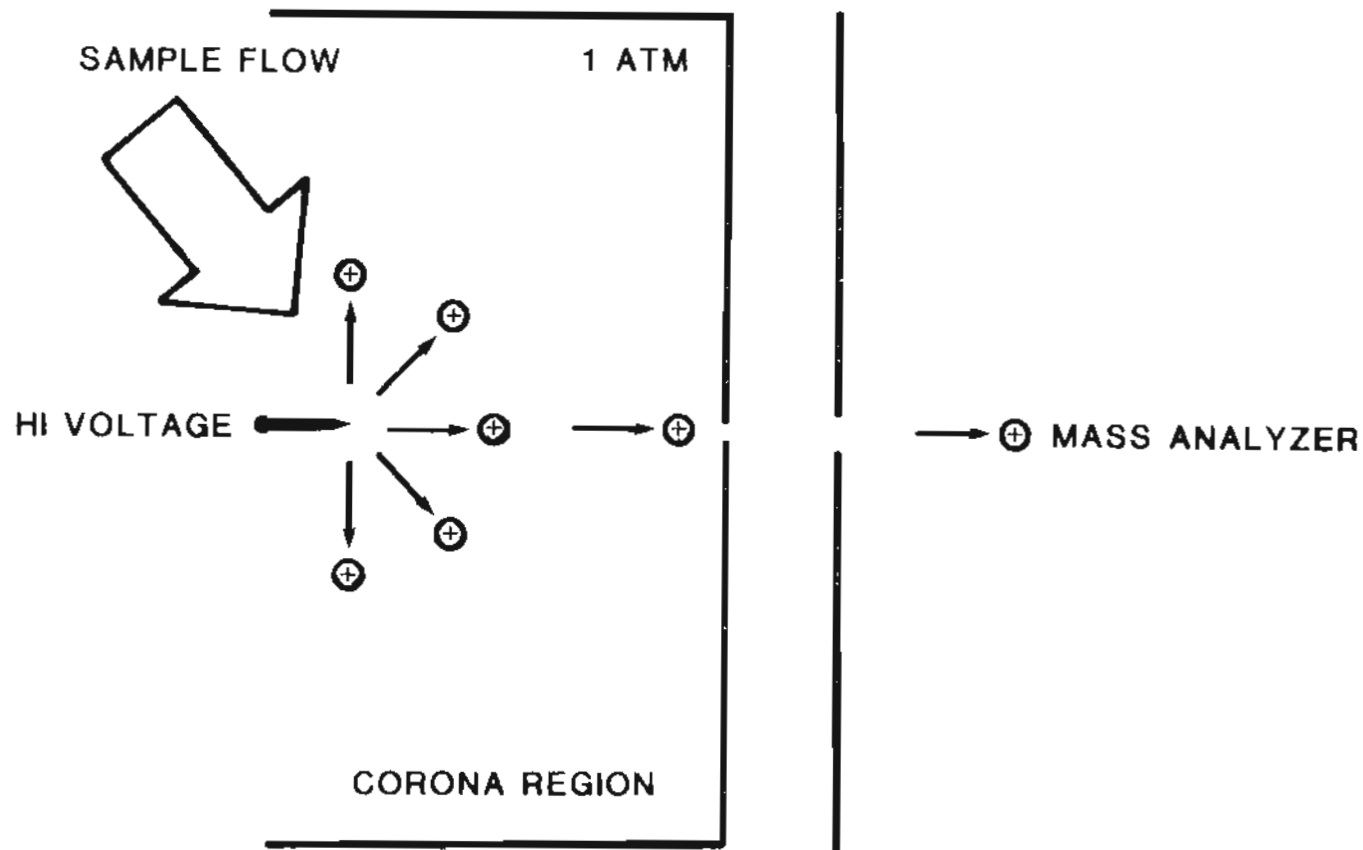 SAMPLE FLOW
1 ATM
HI VOLTAGE
MASS ANALYZER
CORONA REGION